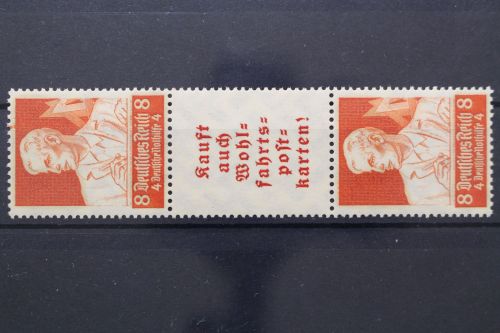 8 Deutsches Reich 8
4 Deutsche Nothilfe 4
Kauft
auch
Wohl-
fahrts-
post-
karten!
8 Deutsches Reich 8
4 Deutsche Nothilfe 4